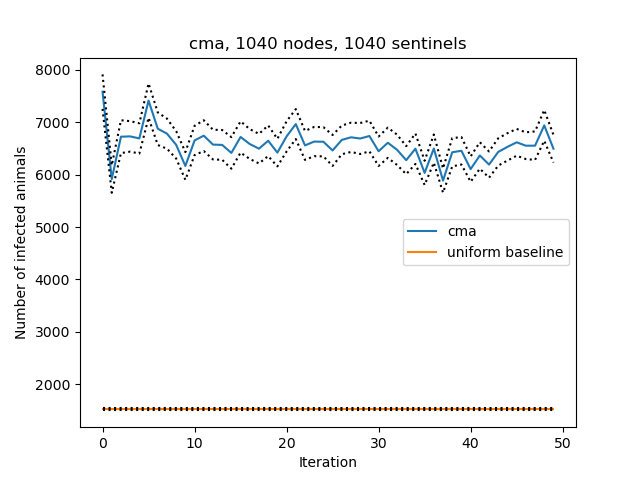 cma, 1040 nodes, 1040 sentinels
8000
7000
6000
5000
4000
3000
2000
Number of infected animals
cma
uniform baseline
0
10
20
30
40
50
Iteration